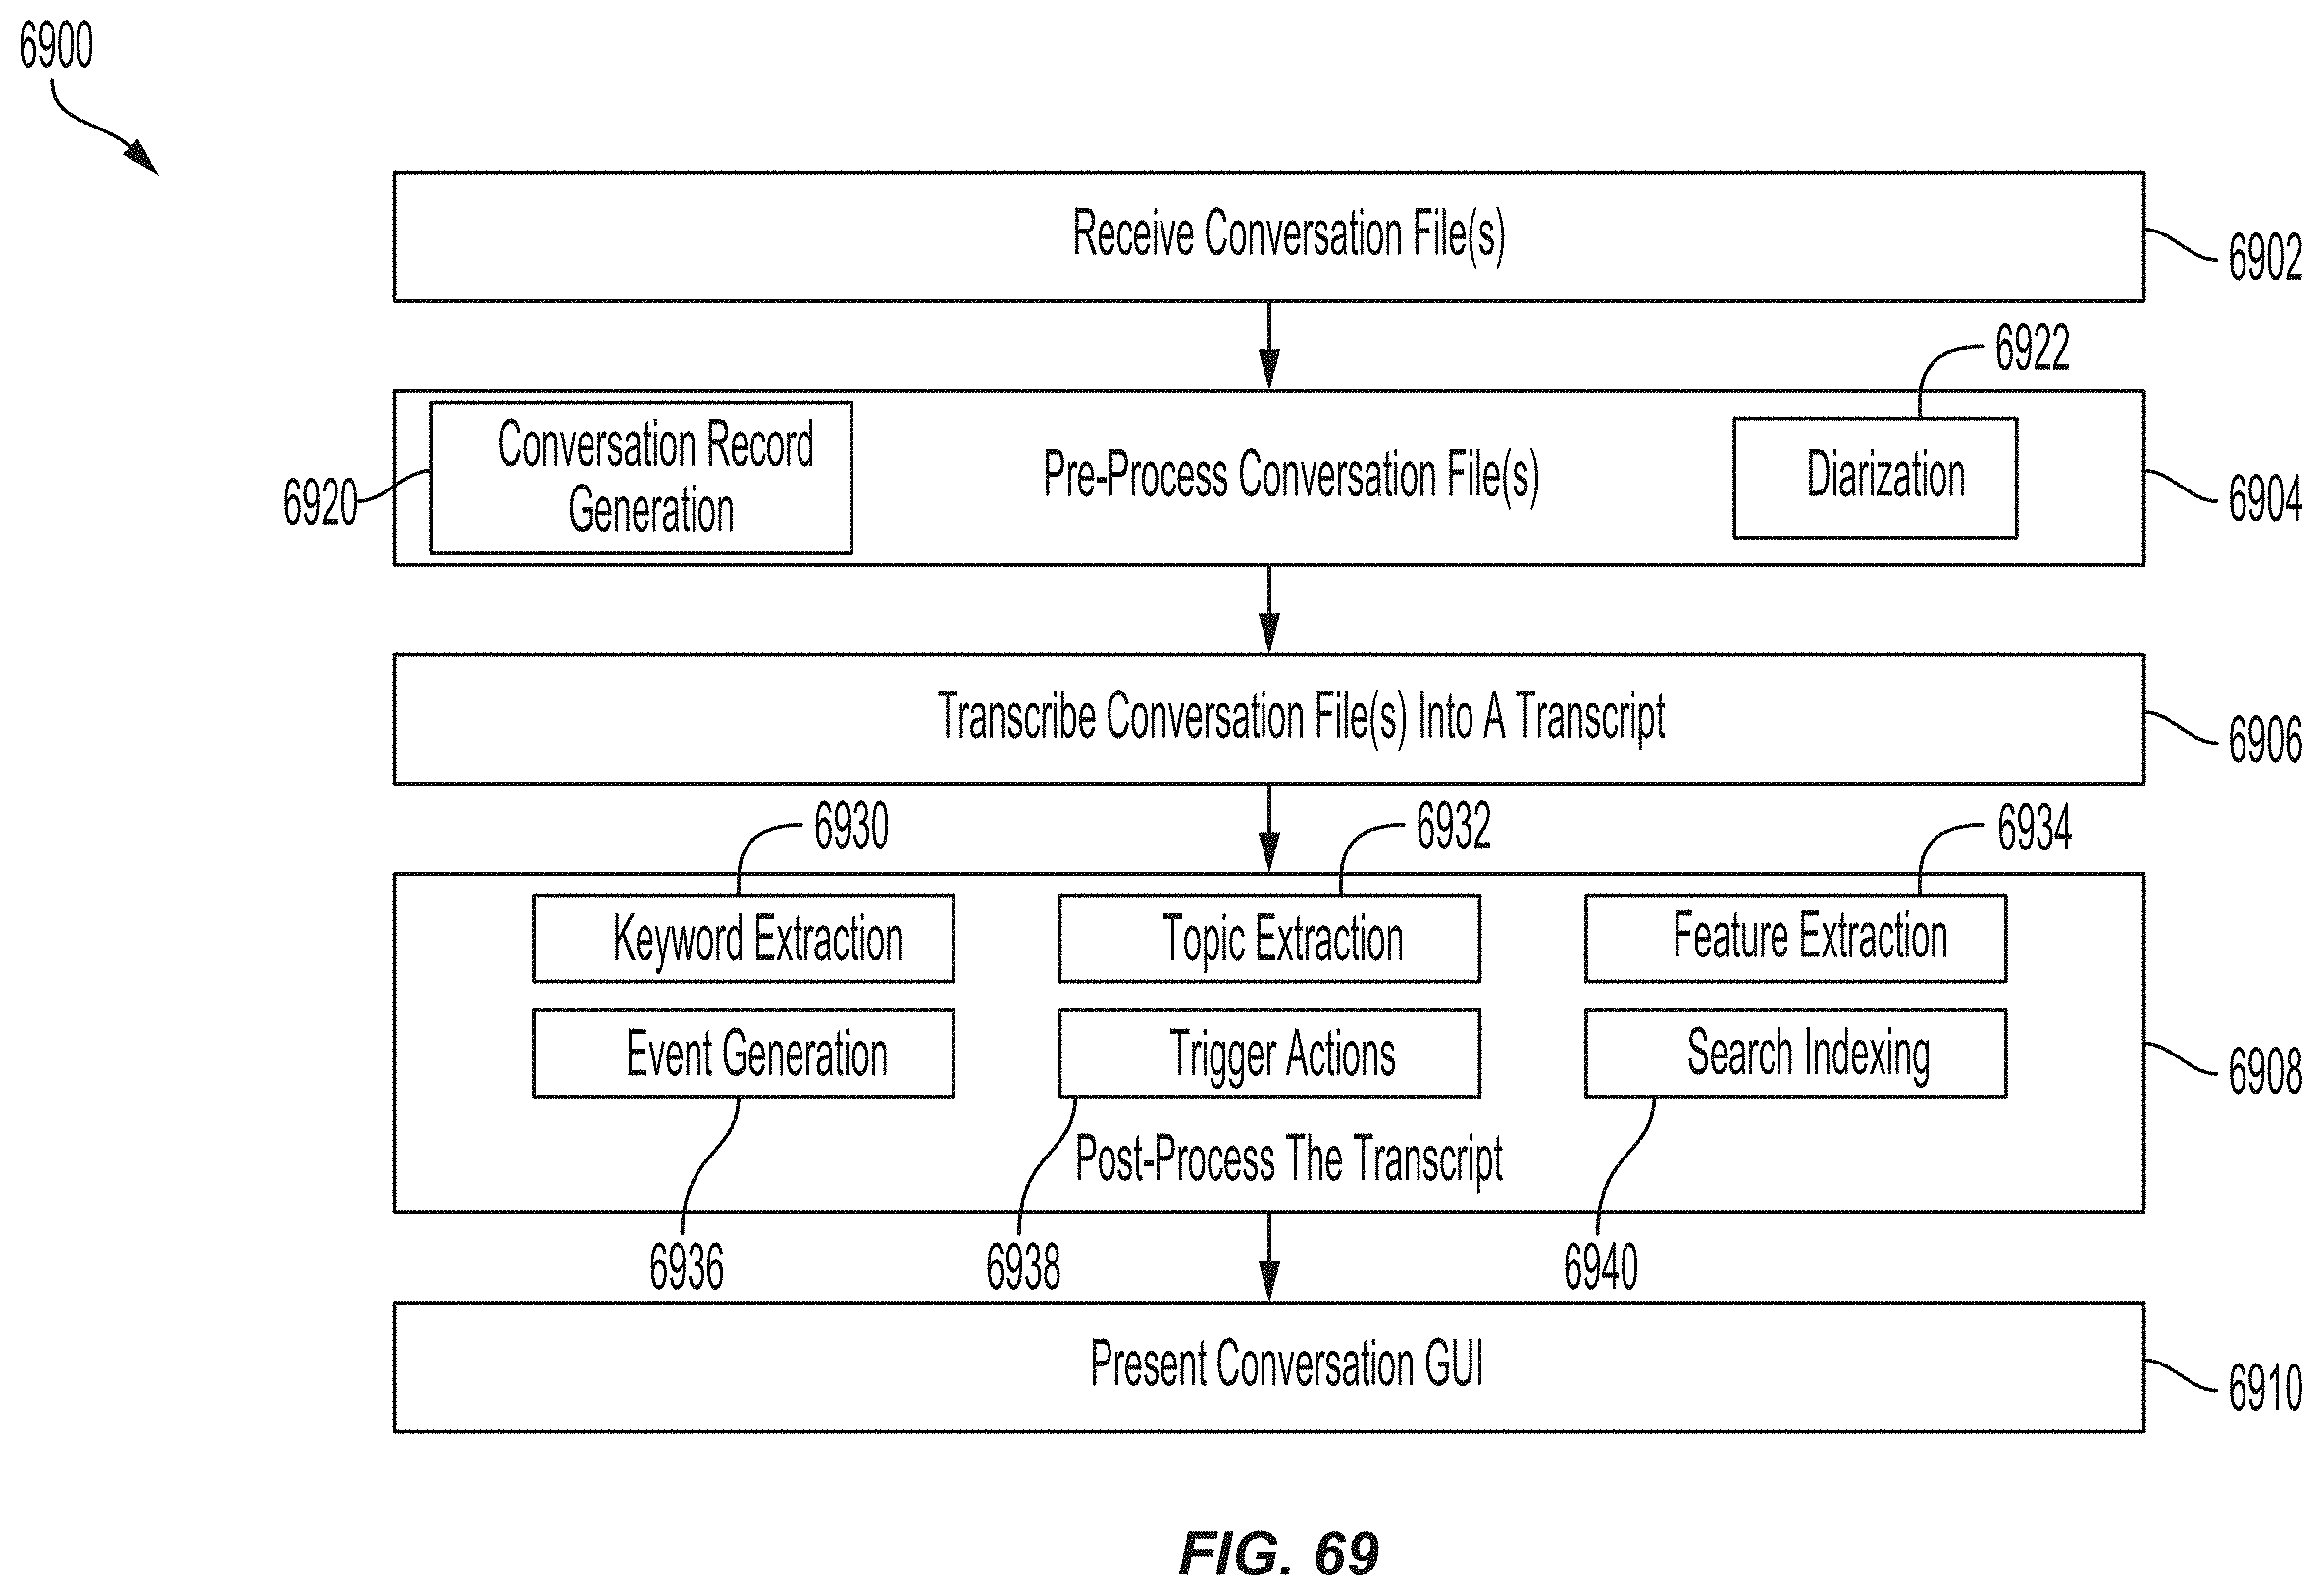 6900
Receive Conversation File(s)
6902
6922
Conversation Record
Generation
6920
Pre-Process Conversation File(s)
Diarization
6904
Transcribe Conversation File(s) Into A Transcript
6906
6930
6932
6934
Keyword Extraction
Topic Extraction
Feature Extraction
Event Generation
Trigger Actions
Search Indexing
6908
Post-Process The Transcript
6936
6938
6940
Present Conversation GUI
6910
FIG. 69